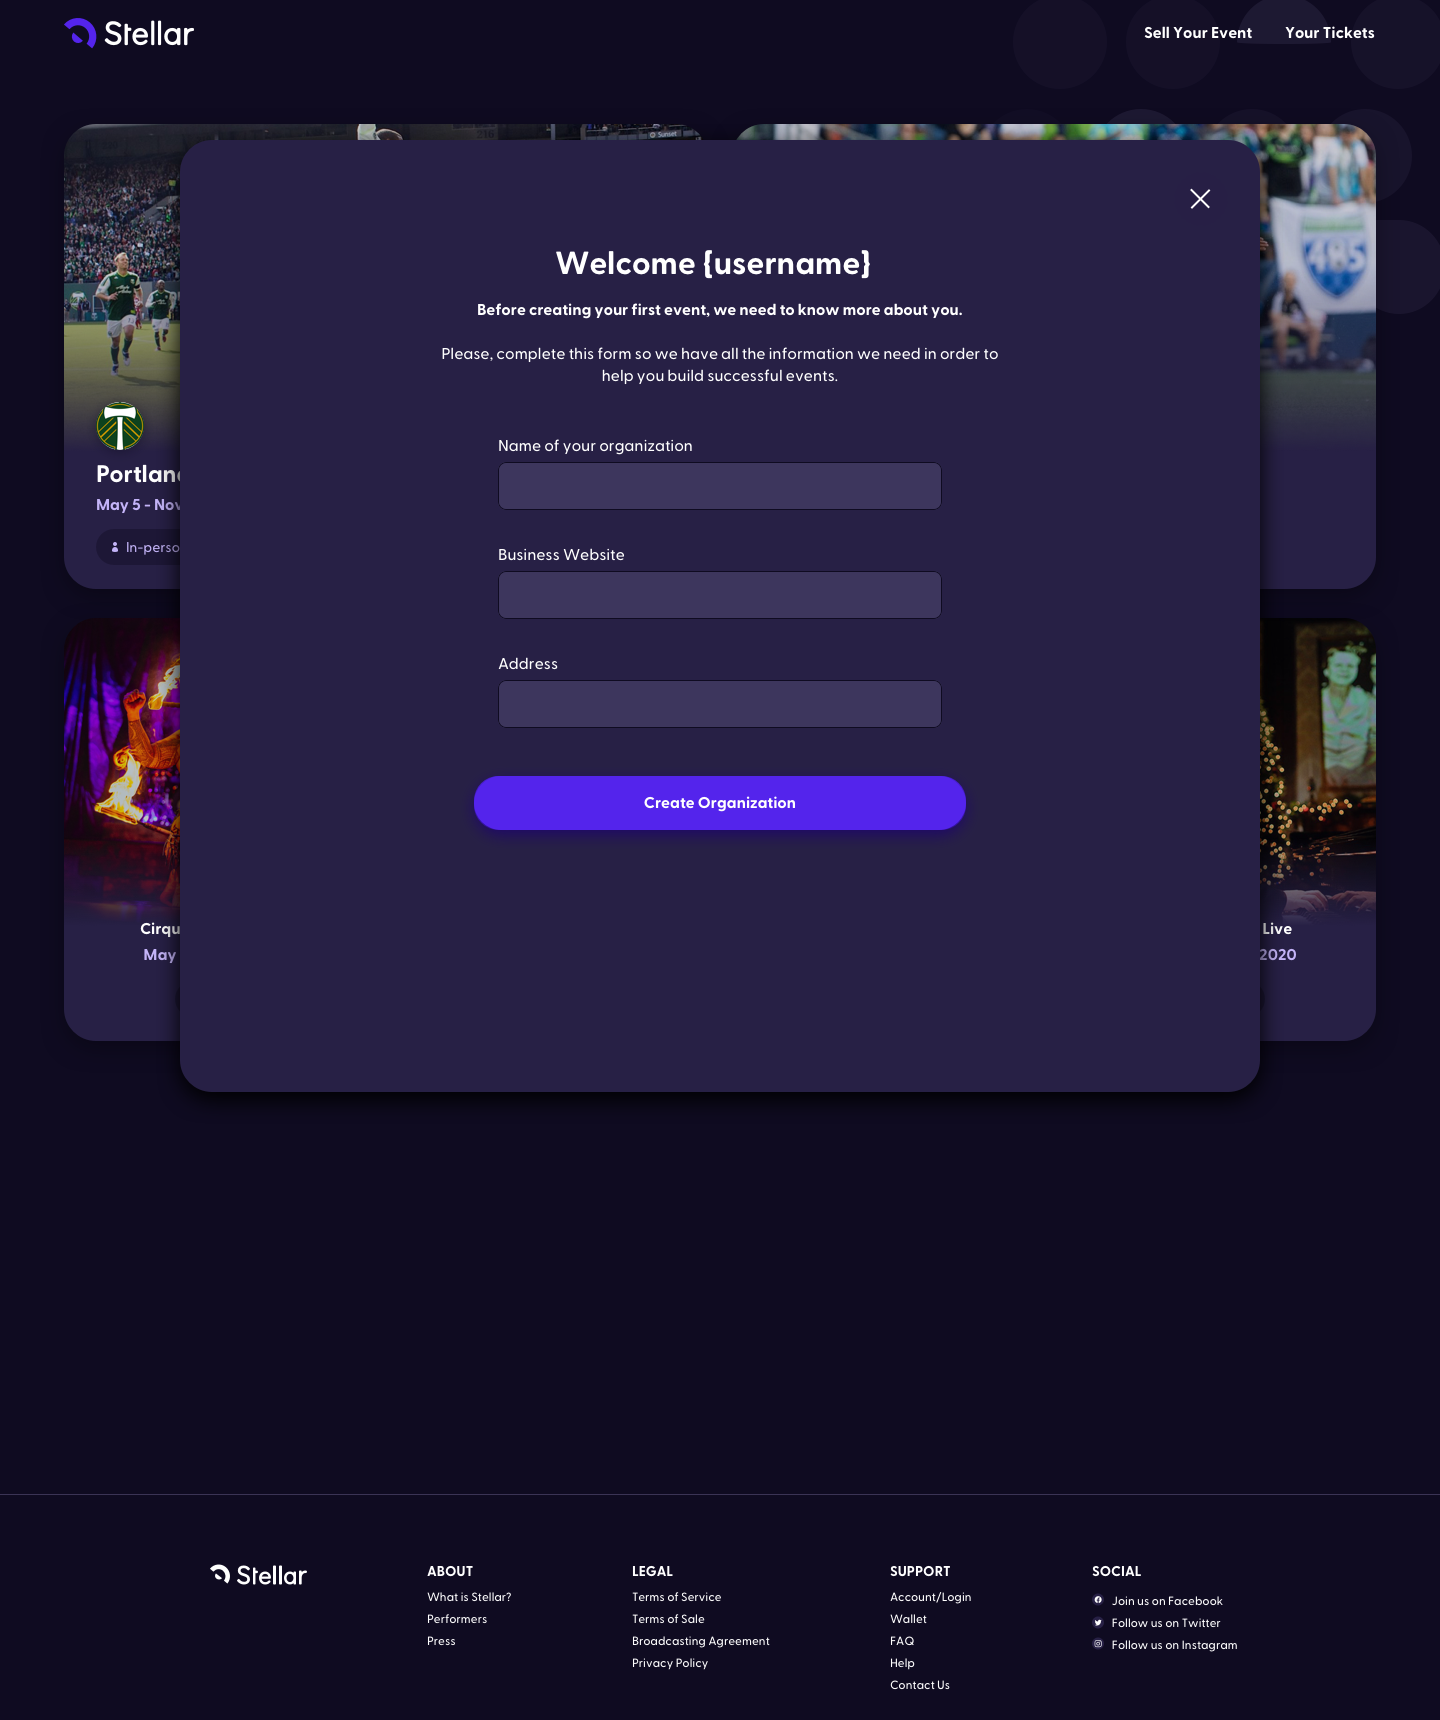 Stellar
Sell Your Event
Your Tickets
Sunset
485
Welcome {username}
Before creating your first event, we need to know more about you.
Please, complete this form so we have all the information we need in order to
help you build successful events.
Name of your organization
Business Website
Address
Create Organization
May 5 - Nov
Cirqu
May
Live
2020
Stellar
ABOUT
What is Stellar?
Performers
Press
LEGAL
Terms of Service
Terms of Sale
Broadcasting Agreement
Privacy Policy
SUPPORT
Account/Login
Wallet
FAQ
Help
Contact Us
SOCIAL
Join us on Facebook
Follow us on Twitter
Follow us on Instagram